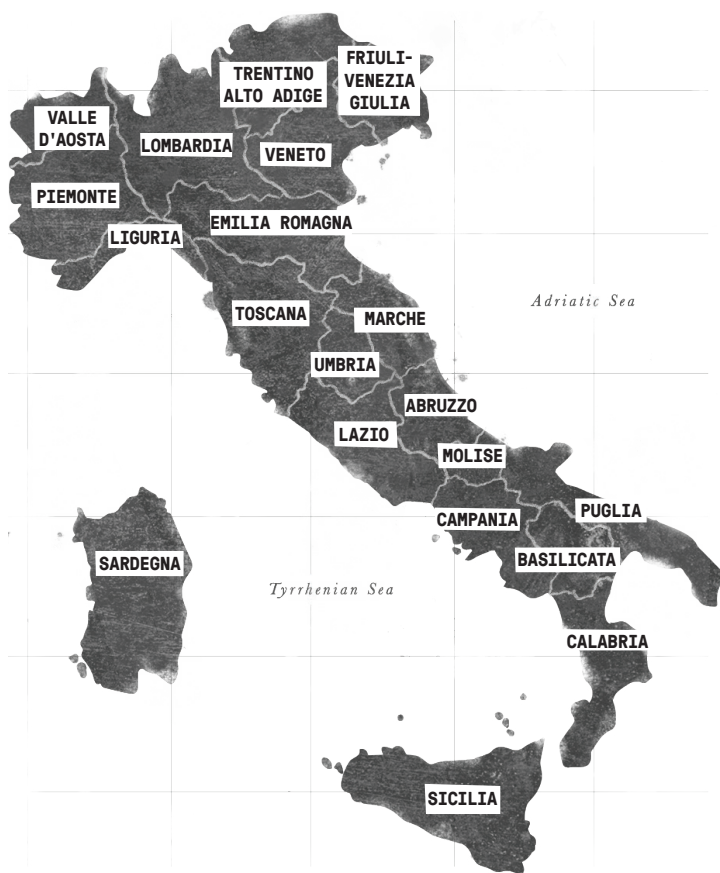 FRIULI-
VENEZIA
GIULIA
TRENTINO
ALTO ADIGE
VALLE
D'AOSTA
LOMBARDIA
VENETO
PIEMONTE
EMILIA ROMAGNA
LIGURIA
Adriatic Sea
TOSCANA
MARCHE
UMBRIA
ABRUZZO
LAZIO
MOLISE
PUGLIA
CAMPANIA
BASILICATA
SARDEGNA
Tyrrhenian Sea
CALABRIA
SICILIA